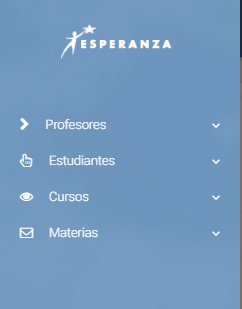 ESPERANZA
Profesores
Estudiantes
Cursos
Materias